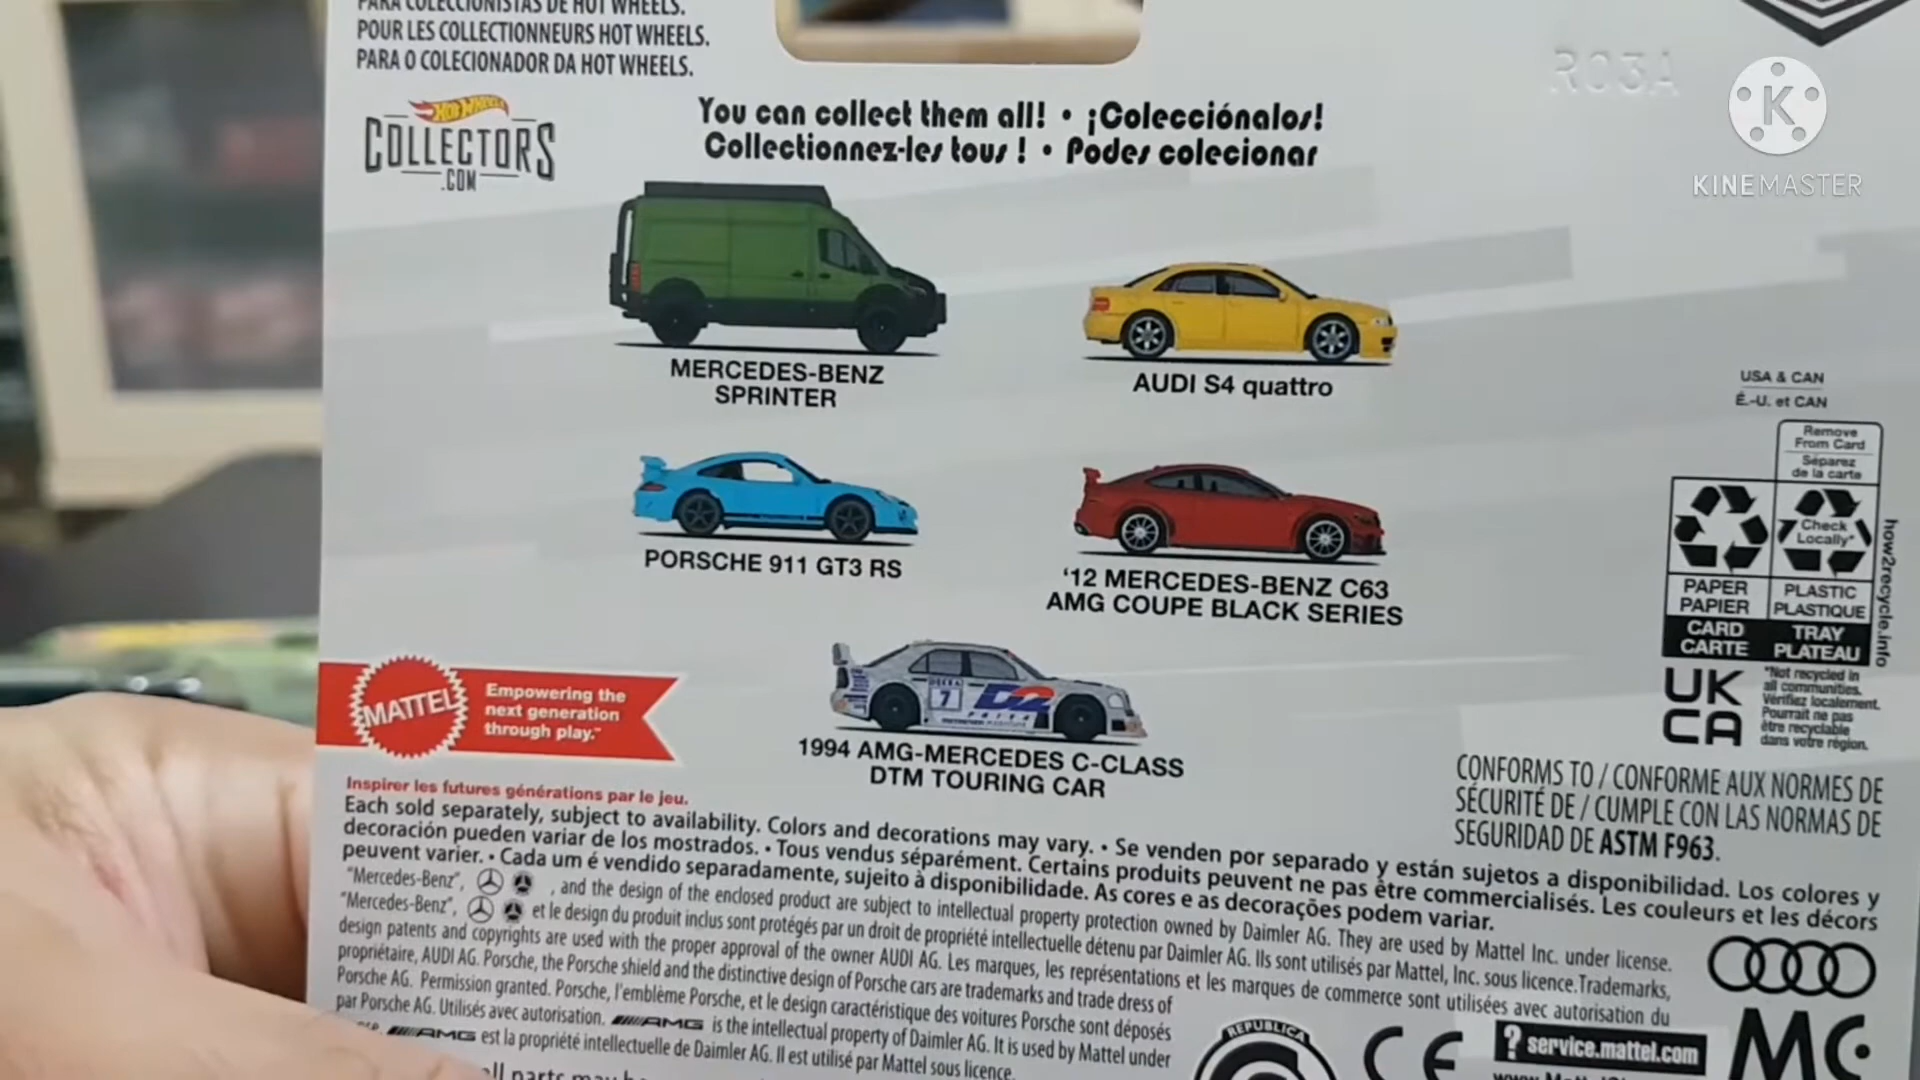 PARA COLECCIONISTAS DE HOT WHEELS.
POUR LES COLLECTIONNEURS HOT WHEELS.
PARA O COLECIONADOR DA HOT WHEELS.
RC3A
KINEMASTER
HOT WHEELS
COLLECTORS
.COM
You can collect them all! • ¡Colecciónalos!
Collectionnez-les tous ! • Podes colecionar
MERCEDES-BENZ
SPRINTER
AUDI S4 quattro
PORSCHE 911 GT3 RS
‘12 MERCEDES-BENZ C63
AMG COUPE BLACK SERIES
7
D2
1994 AMG-MERCEDES C-CLASS
DTM TOURING CAR
USA & CAN
É.-U. et CAN
Remove
From Card
Séparez
de la carte
Check
Locally*
PAPER
PAPIER
PLASTIC
PLASTIQUE
CARD
CARTE
TRAY
PLATEAU
how2recycle.info
*Not recycled in
all communities.
Vérifiez localement.
Pourrait ne pas
être recyclable
dans votre région.
UK
CA
MATTEL
Empowering the
next generation
through play.™
Inspirer les futures générations par le jeu.
CONFORMS TO / CONFORME AUX NORMES DE
SÉCURITÉ DE / CUMPLE CON LAS NORMAS DE
SEGURIDAD DE ASTM F963.
Each sold separately, subject to availability. Colors and decorations may vary. • Se venden por separado y están sujetos a disponibilidad. Los colores y
decoración pueden variar de los mostrados. • Tous vendus séparément. Certains produits peuvent ne pas être commercialisés. Les couleurs et les décors
peuvent varier. • Cada um é vendido separadamente, sujeito à disponibilidade. As cores e as decorações podem variar.
"Mercedes-Benz", , and the design of the enclosed product are subject to intellectual property protection owned by Daimler AG. They are used by Mattel Inc. under license.
"Mercedes-Benz", et le design du produit inclus sont protégés par un droit de propriété intellectuelle détenu par Daimler AG. Ils sont utilisés par Mattel, Inc. sous licence.Trademarks,
design patents and copyrights are used with the proper approval of the owner AUDI AG. Les marques, les représentations et les marques de commerce sont utilisées avec autorisation du
propriétaire, AUDI AG. Porsche, the Porsche shield and the distinctive design of Porsche cars are trademarks and trade dress of
Porsche AG. Permission granted. Porsche, l'emblème Porsche, et le design caractéristique des voitures Porsche sont déposés
par Porsche AG. Utilisés avec autorisation. AMG is the intellectual property of Daimler AG. It is used by Mattel under
AMG est la propriété intellectuelle de Daimler AG. Il est utilisé par Mattel sous licence.
REPUBLICA
CE
? service.mattel.com
MC